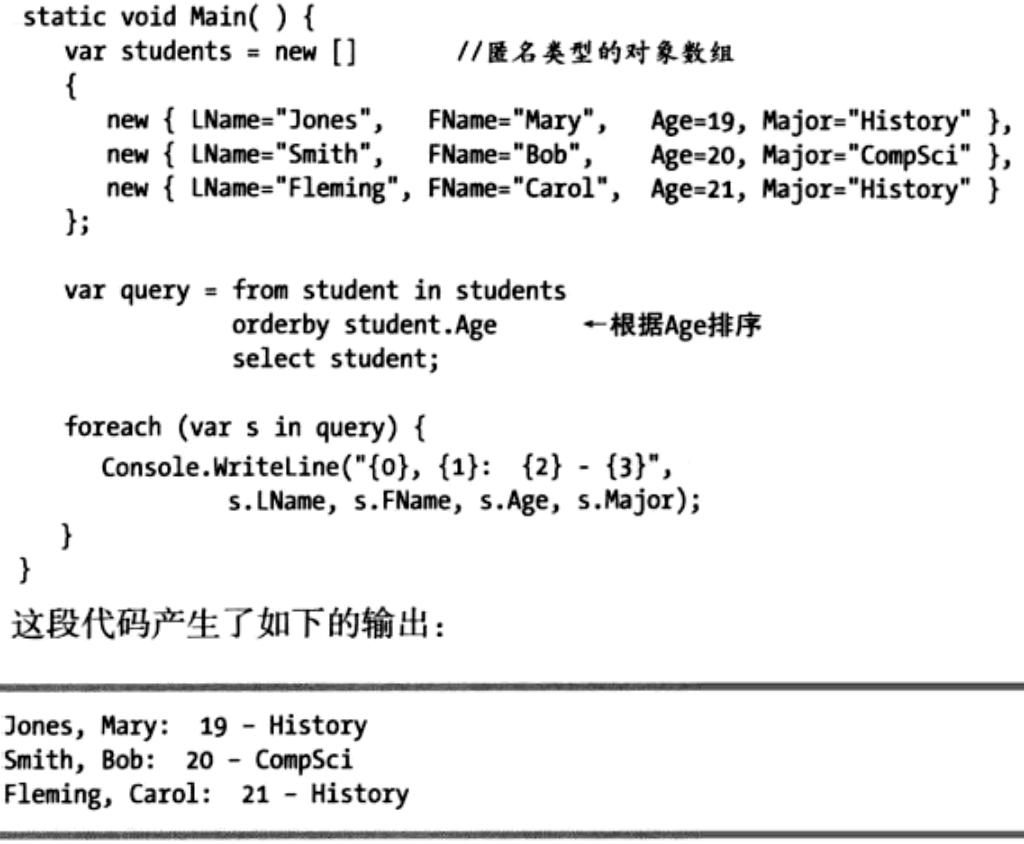 static void Main( ) {
var students = new [] //匿名类型的对象数组
{
new { LName="Jones", FName="Mary", Age=19, Major="History" },
new { LName="Smith", FName="Bob", Age=20, Major="CompSci" },
new { LName="Fleming", FName="Carol", Age=21, Major="History" }
};
var query = from student in students
orderby student.Age ←根据Age排序
select student;
foreach (var s in query) {
Console.WriteLine("{0}, {1}: {2} - {3}",
s.LName, s.FName, s.Age, s.Major);
}
}
这段代码产生了如下的输出：
Jones, Mary: 19 - History
Smith, Bob: 20 - CompSci
Fleming, Carol: 21 - History